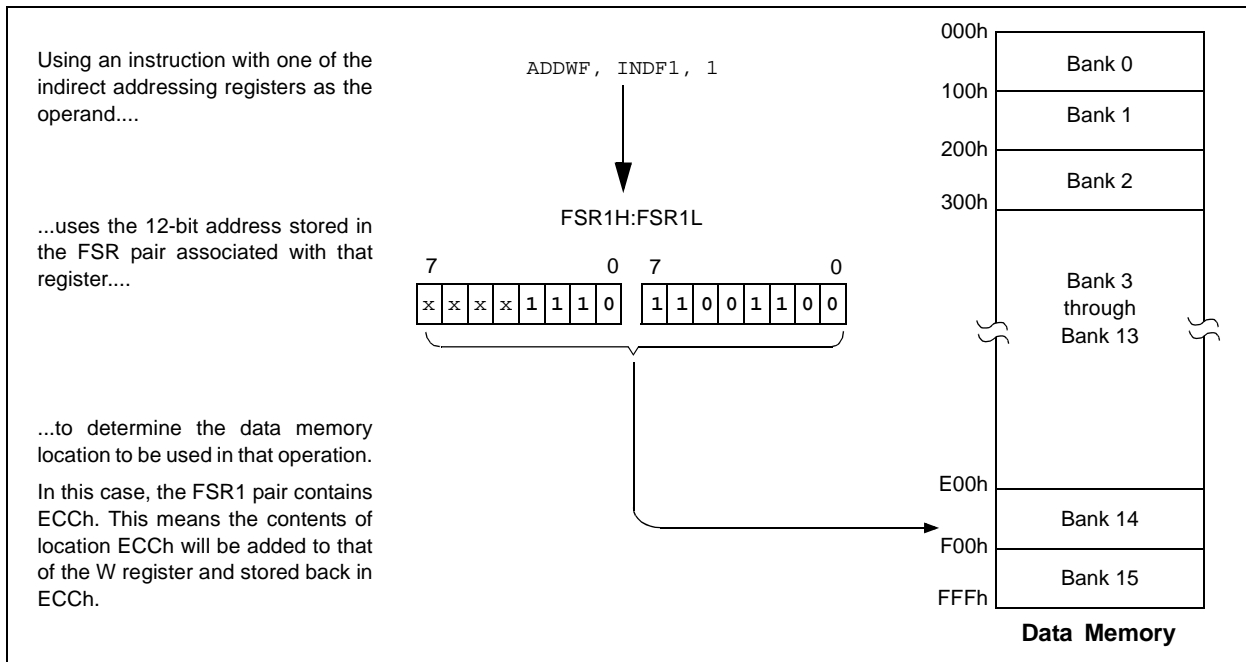 Using an instruction with one of the
indirect addressing registers as the
operand....
ADDWF, INDF1, 1
...uses the 12-bit address stored in
the FSR pair associated with that
register....
FSR1H:FSR1L
7 0 7 0
x x x x 1 1 1 0 1 1 0 0 1 1 0 0
...to determine the data memory
location to be used in that operation.
In this case, the FSR1 pair contains
ECCh. This means the contents of
location ECCh will be added to that
of the W register and stored back in
ECCh.
000h
Bank 0
100h
Bank 1
200h
Bank 2
300h
Bank 3
through
Bank 13
E00h
Bank 14
F00h
Bank 15
FFFh
Data Memory